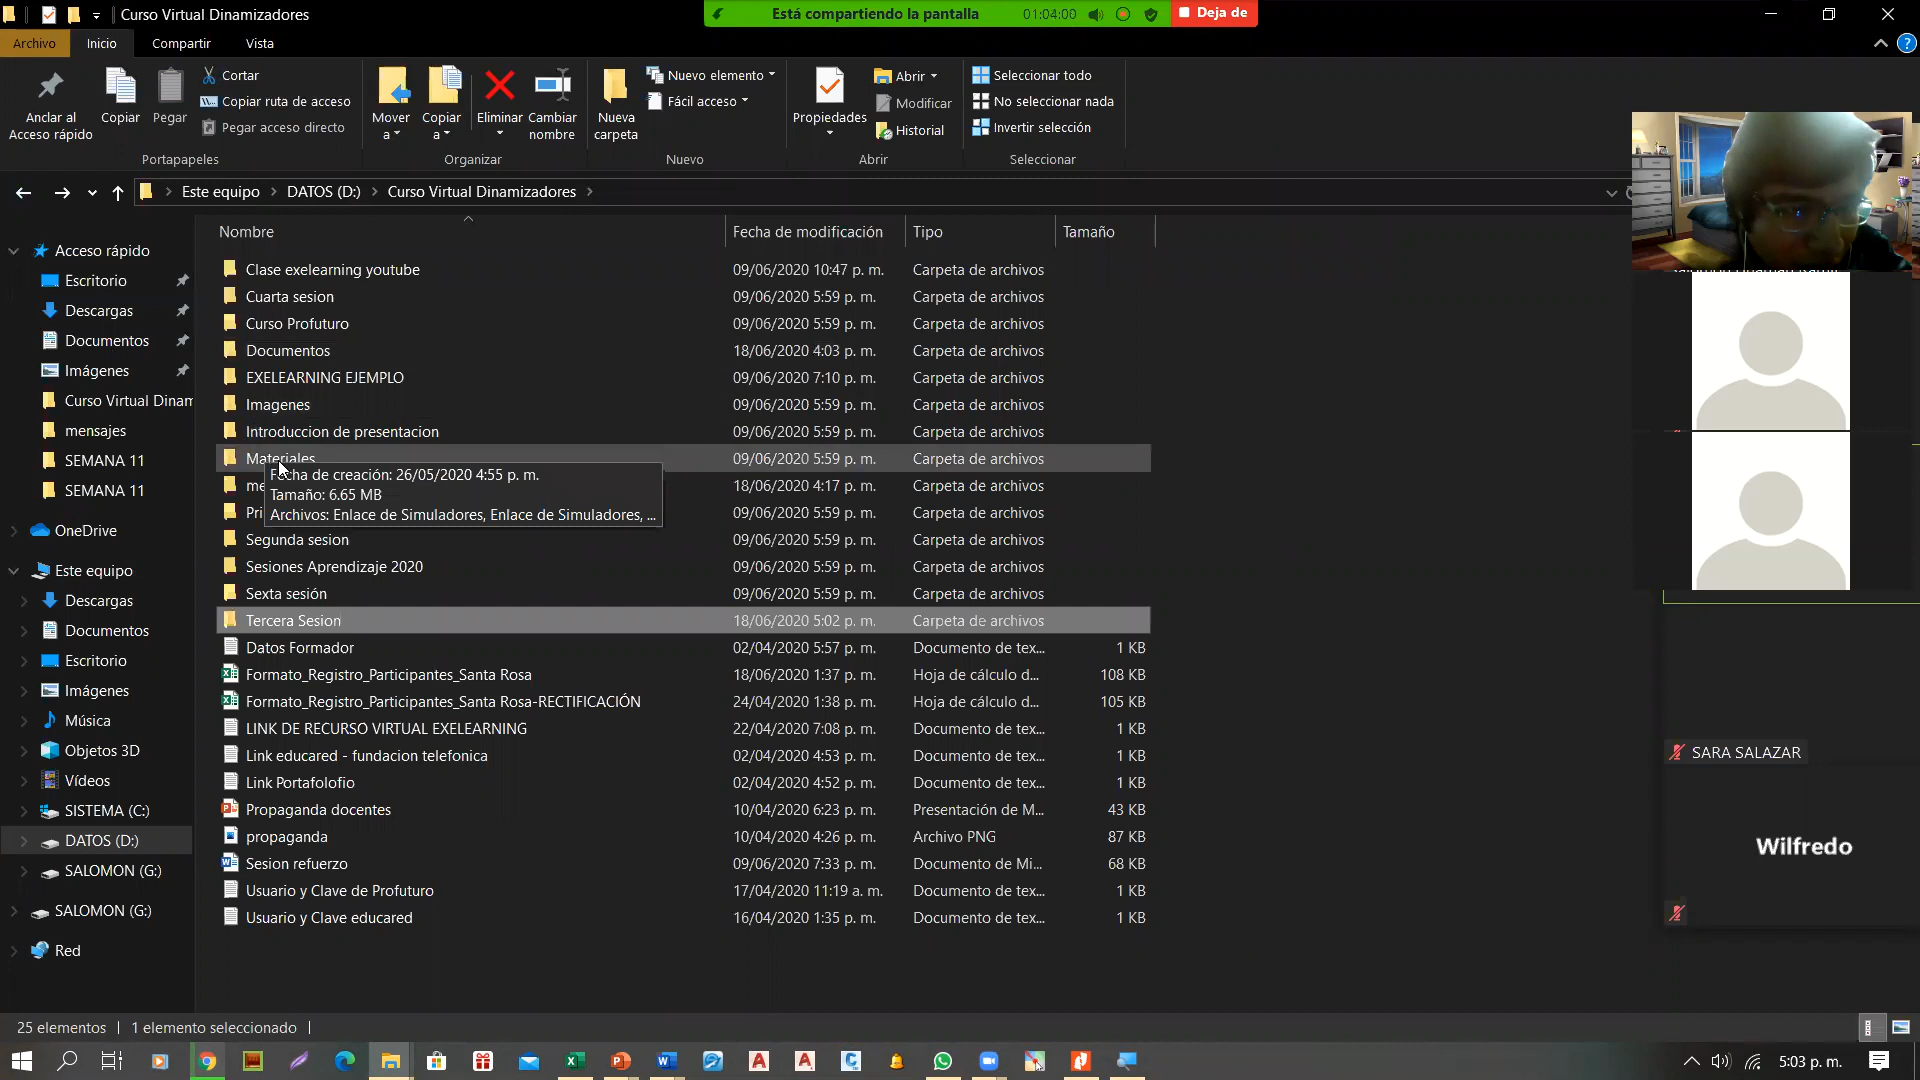 Curso Virtual Dinamizadores
Está compartiendo la pantalla
01:04:00
Deja de
Archivo
Inicio
Compartir
Vista
Anclar al
Acceso rápido
Copiar
Pegar
Cortar
Copiar ruta de acceso
Pegar acceso directo
Portapapeles
Mover
a
Copiar
a
Eliminar
Cambiar
nombre
Organizar
Nueva
carpeta
Nuevo elemento
Fácil acceso
Nuevo
Propiedades
Abrir
Modificar
Historial
Abrir
Seleccionar todo
No seleccionar nada
Invertir selección
Seleccionar
Este equipo > DATOS (D:) > Curso Virtual Dinamizadores >
Acceso rápido
Escritorio
Descargas
Documentos
Imágenes
Curso Virtual Dinam
mensajes
SEMANA 11
SEMANA 11
OneDrive
Este equipo
Descargas
Documentos
Escritorio
Imágenes
Música
Objetos 3D
Vídeos
SISTEMA (C:)
DATOS (D:)
SALOMON (G:)
SALOMON (G:)
Red
Nombre Fecha de modificación Tipo Tamaño
Clase exelearning youtube 09/06/2020 10:47 p. m. Carpeta de archivos
Cuarta sesion 09/06/2020 5:59 p. m. Carpeta de archivos
Curso Profuturo 09/06/2020 5:59 p. m. Carpeta de archivos
Documentos 18/06/2020 4:03 p. m. Carpeta de archivos
EXELEARNING EJEMPLO 09/06/2020 7:10 p. m. Carpeta de archivos
Imagenes 09/06/2020 5:59 p. m. Carpeta de archivos
Introduccion de presentacion 09/06/2020 5:59 p. m. Carpeta de archivos
Materiales 09/06/2020 5:59 p. m. Carpeta de archivos
me 18/06/2020 4:17 p. m. Carpeta de archivos
Pri 09/06/2020 5:59 p. m. Carpeta de archivos
Fecha de creación: 26/05/2020 4:55 p. m.
Tamaño: 6.65 MB
Archivos: Enlace de Simuladores, Enlace de Simuladores, ...
Segunda sesion 09/06/2020 5:59 p. m. Carpeta de archivos
Sesiones Aprendizaje 2020 09/06/2020 5:59 p. m. Carpeta de archivos
Sexta sesión 09/06/2020 5:59 p. m. Carpeta de archivos
Tercera Sesion 18/06/2020 5:02 p. m. Carpeta de archivos
Datos Formador 02/04/2020 5:57 p. m. Documento de tex... 1 KB
Formato_Registro_Participantes_Santa Rosa 18/06/2020 1:37 p. m. Hoja de cálculo d... 108 KB
Formato_Registro_Participantes_Santa Rosa-RECTIFICACIÓN 24/04/2020 1:38 p. m. Hoja de cálculo d... 105 KB
LINK DE RECURSO VIRTUAL EXELEARNING 22/04/2020 7:08 p. m. Documento de tex... 1 KB
Link educared - fundacion telefonica 02/04/2020 4:53 p. m. Documento de tex... 1 KB
Link Portafolofio 02/04/2020 4:52 p. m. Documento de tex... 1 KB
Propaganda docentes 10/04/2020 6:23 p. m. Presentación de M... 43 KB
propaganda 10/04/2020 4:26 p. m. Archivo PNG 87 KB
Sesion refuerzo 09/06/2020 7:33 p. m. Documento de Mi... 68 KB
Usuario y Clave de Profuturo 17/04/2020 11:19 a. m. Documento de tex... 1 KB
Usuario y Clave educared 16/04/2020 1:35 p. m. Documento de tex... 1 KB
SARA SALAZAR
Wilfredo
25 elementos
1 elemento seleccionado
5:03 p. m.